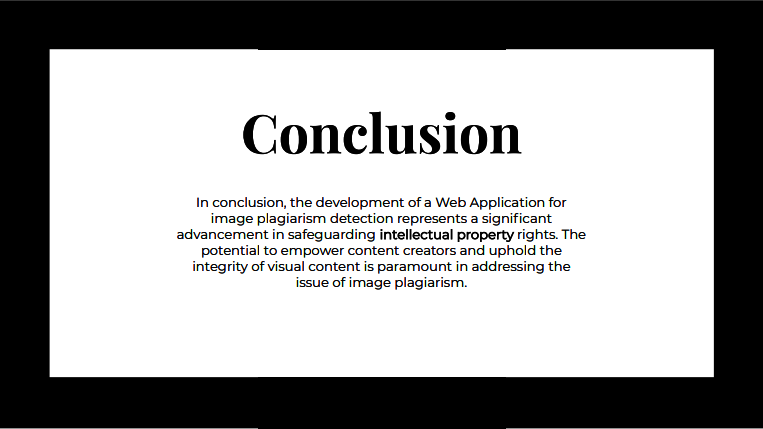 Conclusion
In conclusion, the development of a Web Application for
image plagiarism detection represents a significant
advancement in safeguarding intellectual property rights. The
potential to empower content creators and uphold the
integrity of visual content is paramount in addressing the
issue of image plagiarism.